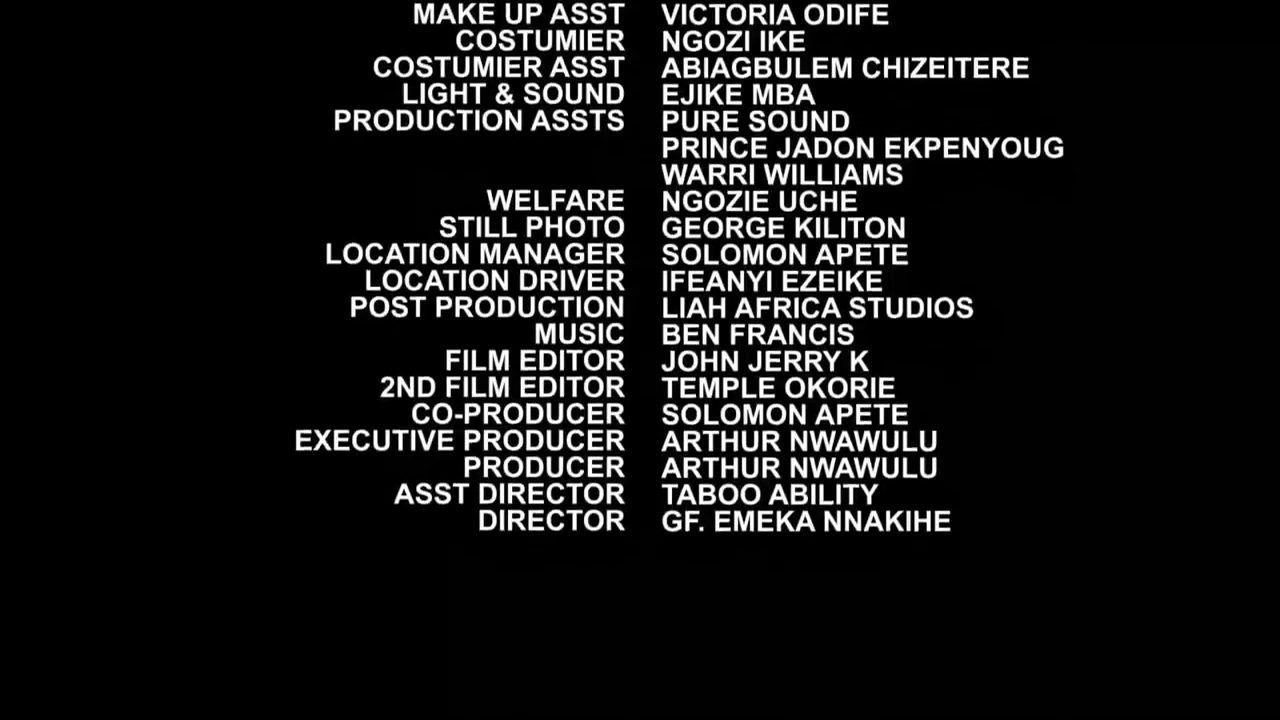 MAKE UP ASST VICTORIA ODIFE
COSTUMIER NGOZI IKE
COSTUMIER ASST ABIAGBULEM CHIZEITERE
LIGHT & SOUND EJIKE MBA
PRODUCTION ASSTS PURE SOUND
PRINCE JADON EKPENYOUG
WARRI WILLIAMS
WELFARE NGOZIE UCHE
STILL PHOTO GEORGE KILITON
LOCATION MANAGER SOLOMON APETE
LOCATION DRIVER IFEANYI EZEIKE
POST PRODUCTION LIAH AFRICA STUDIOS
MUSIC BEN FRANCIS
FILM EDITOR JOHN JERRY K
2ND FILM EDITOR TEMPLE OKORIE
CO-PRODUCER SOLOMON APETE
EXECUTIVE PRODUCER ARTHUR NWAWULU
PRODUCER ARTHUR NWAWULU
ASST DIRECTOR TABOO ABILITY
DIRECTOR GF. EMEKA NNAKIHE